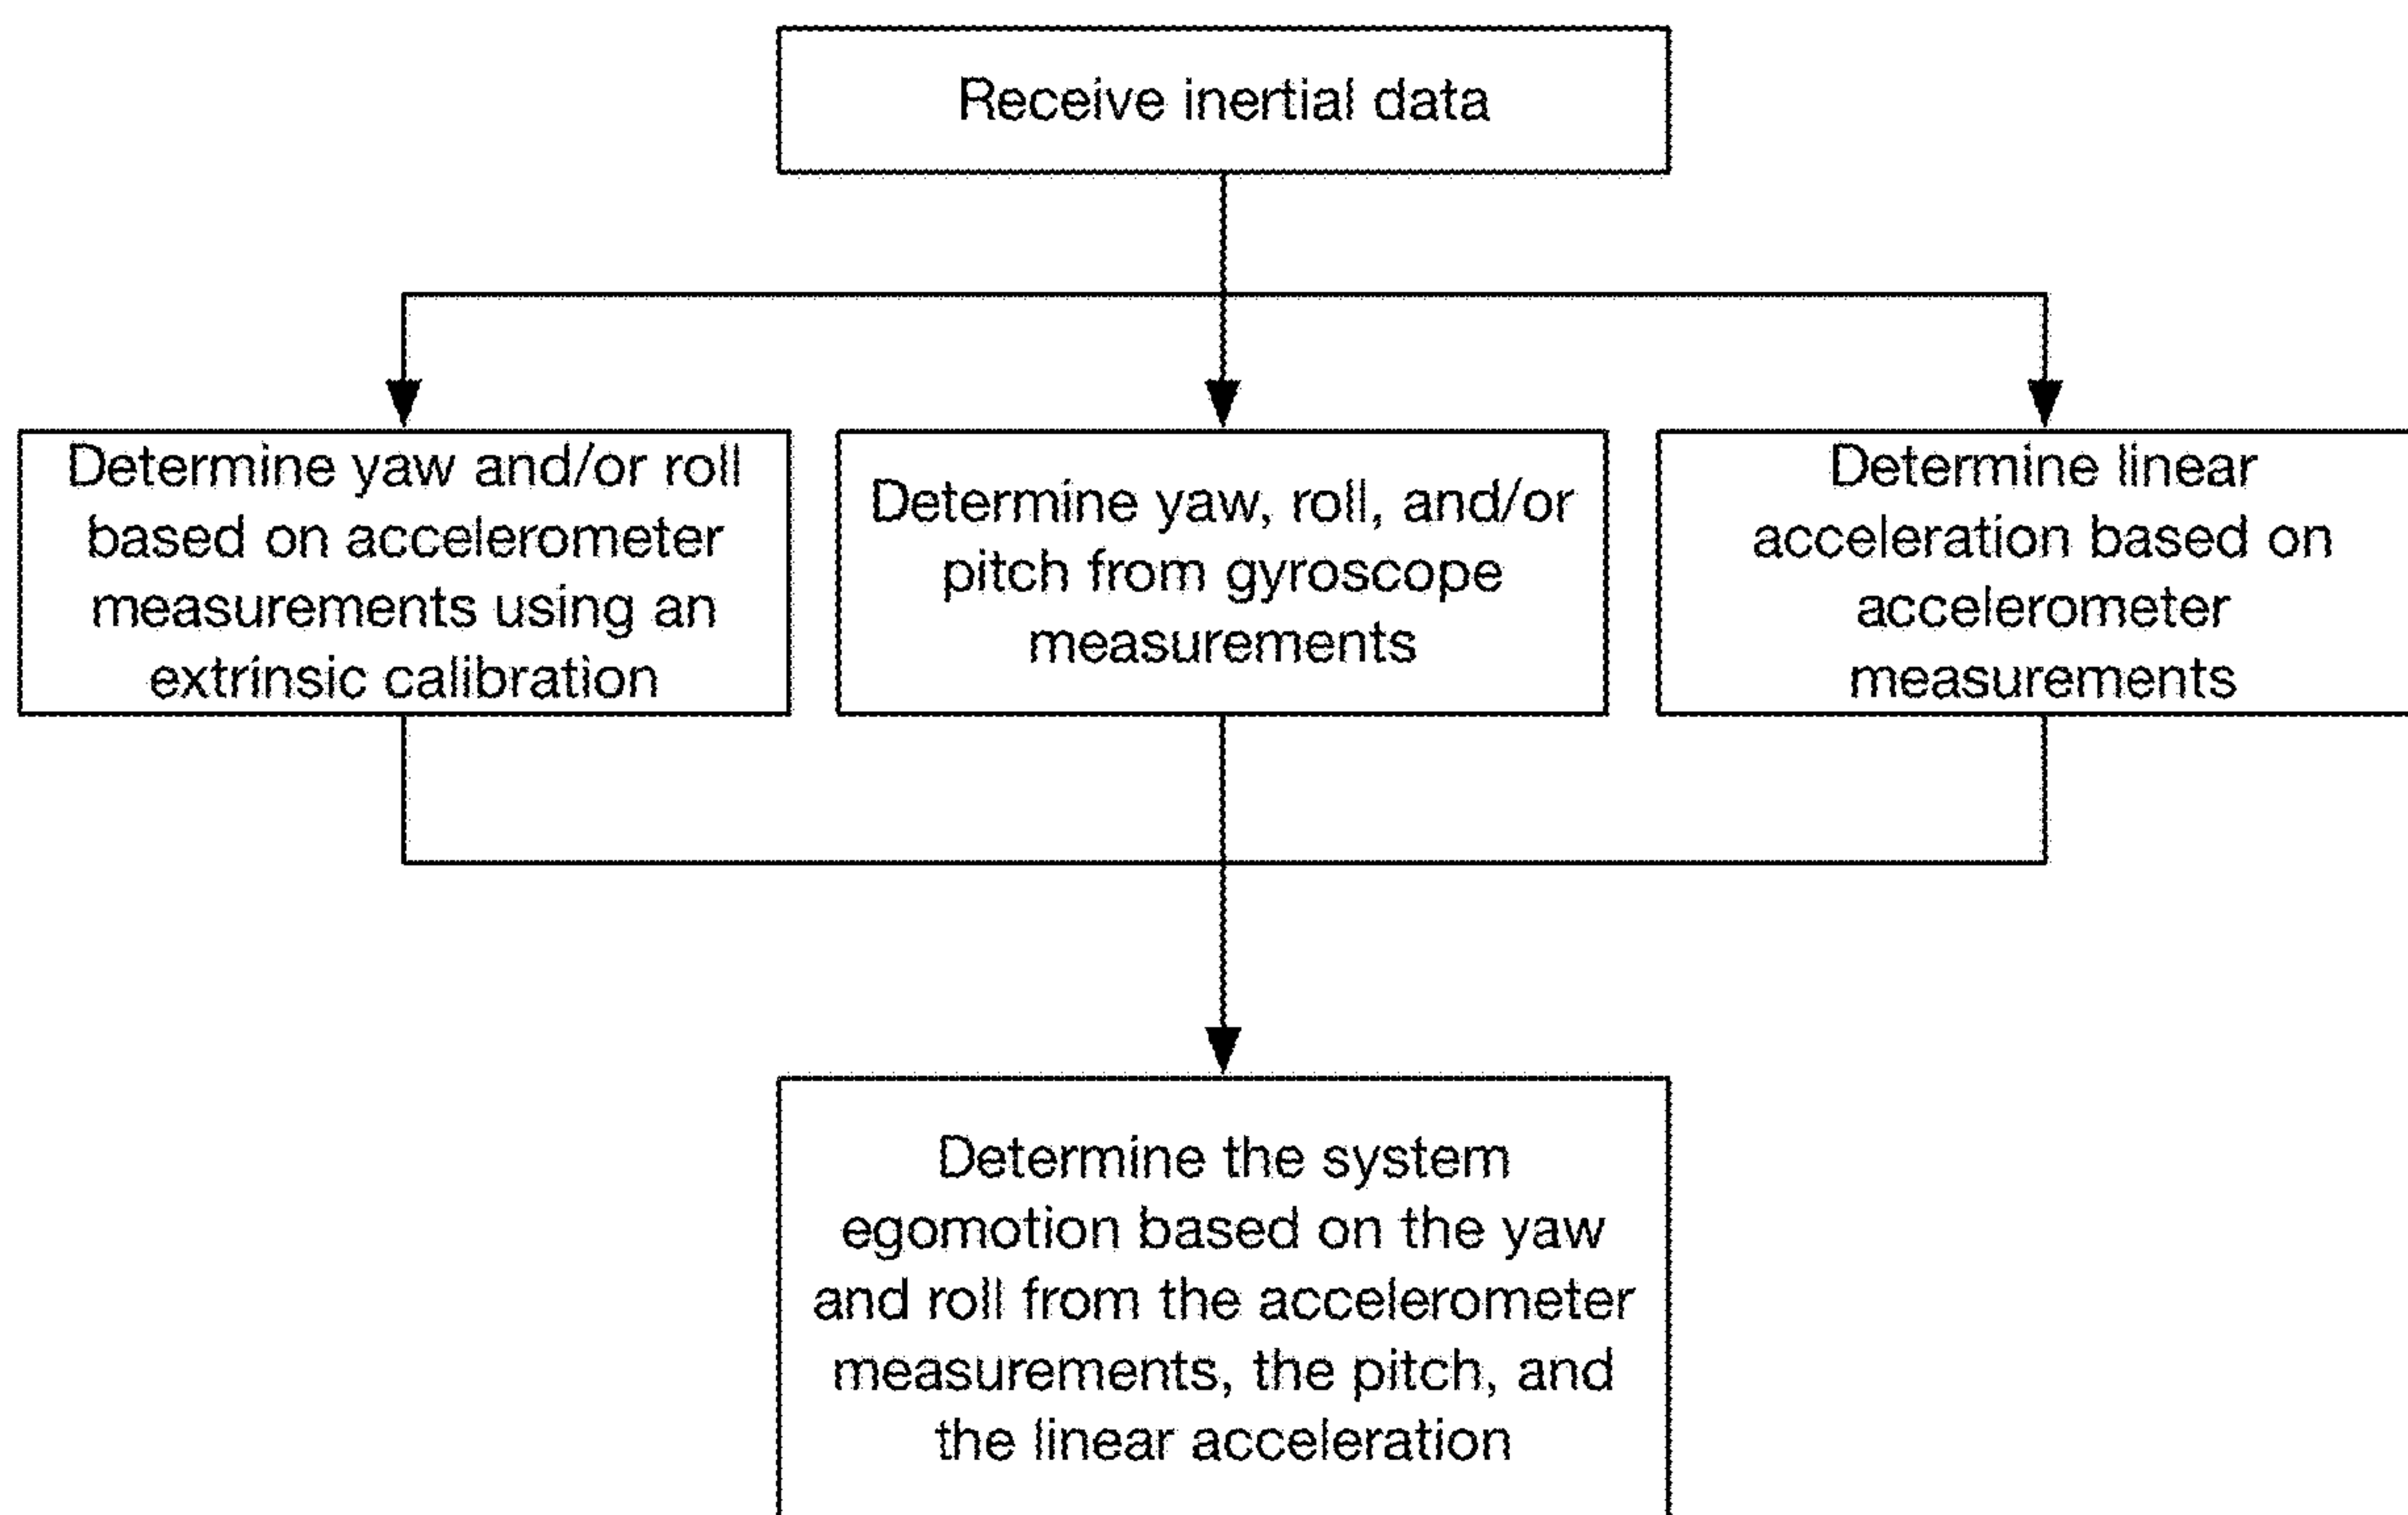 Receive inertial data
Determine yaw and/or roll
based on accelerometer
measurements using an
extrinsic calibration
Determine yaw, roll, and/or
pitch from gyroscope
measurements
Determine linear
acceleration based on
accelerometer
measurements
Determine the system
egomotion based on the yaw
and roll from the accelerometer
measurements, the pitch, and
the linear acceleration